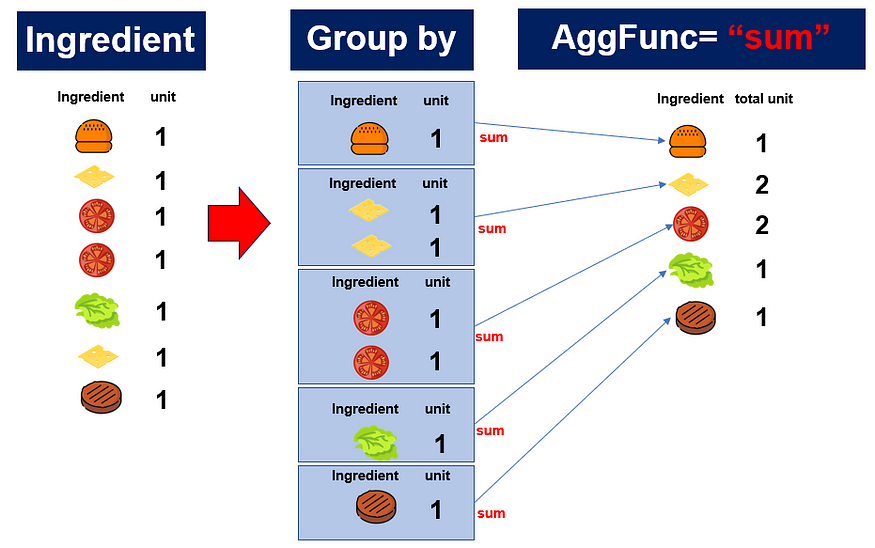 Ingredient
Ingredient unit
1
1
1
1
1
1
1
Group by
Ingredient unit
1
sum
Ingredient unit
1
1
sum
Ingredient unit
1
1
sum
Ingredient unit
1
sum
Ingredient unit
1
sum
AggFunc= “sum”
Ingredient total unit
1
2
2
1
1